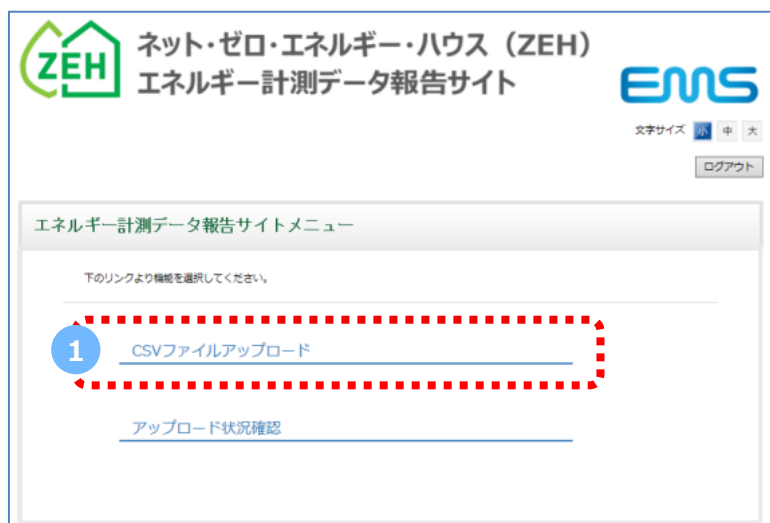 ZEH
ネット・ゼロ・エネルギー・ハウス（ZEH）
エネルギー計測データ報告サイト
EMS
文字サイズ 小 中 大
ログアウト
エネルギー計測データ報告サイトメニュー
下のリンクより機能を選択してください。
1
CSVファイルアップロード
アップロード状況確認